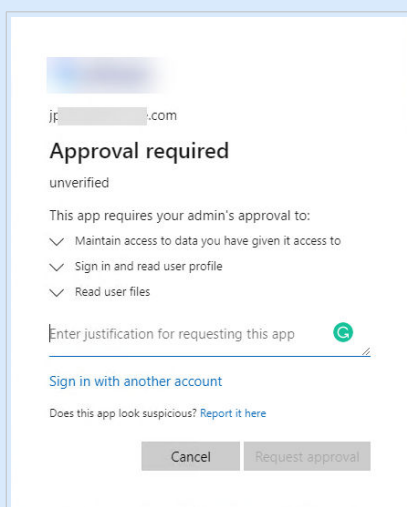 jp .com
Approval required
unverified
This app requires your admin's approval to:
Maintain access to data you have given it access to
Sign in and read user profile
Read user files
Enter justification for requesting this app
Sign in with another account
Does this app look suspicious? Report it here
Cancel Request approval